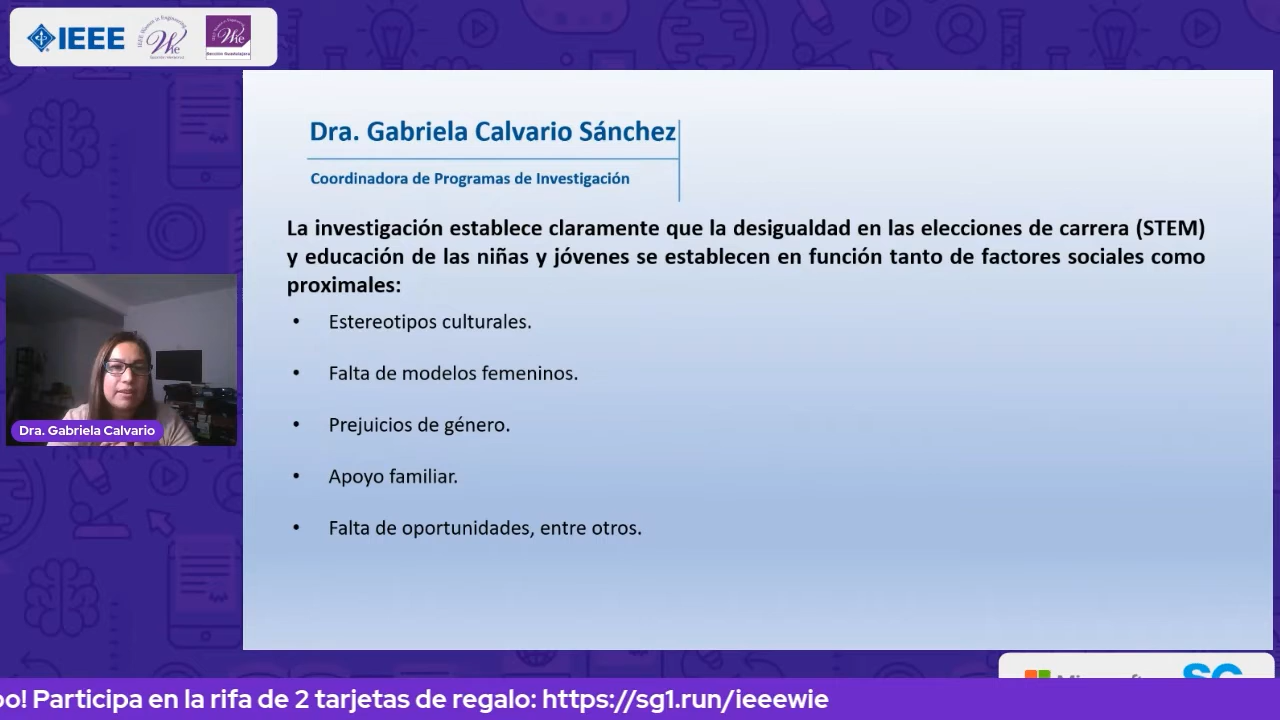 IEEE
Dra. Gabriela Calvario Sánchez
Coordinadora de Programas de Investigación
La investigación establece claramente que la desigualdad en las elecciones de carrera (STEM)
y educación de las niñas y jóvenes se establecen en función tanto de factores sociales como
proximales:
• Estereotipos culturales.
• Falta de modelos femeninos.
• Prejuicios de género.
• Apoyo familiar.
• Falta de oportunidades, entre otros.
Dra. Gabriela Calvario
Microsoft
SG
po! Participa en la rifa de 2 tarjetas de regalo: https://sg1.run/ieeewie